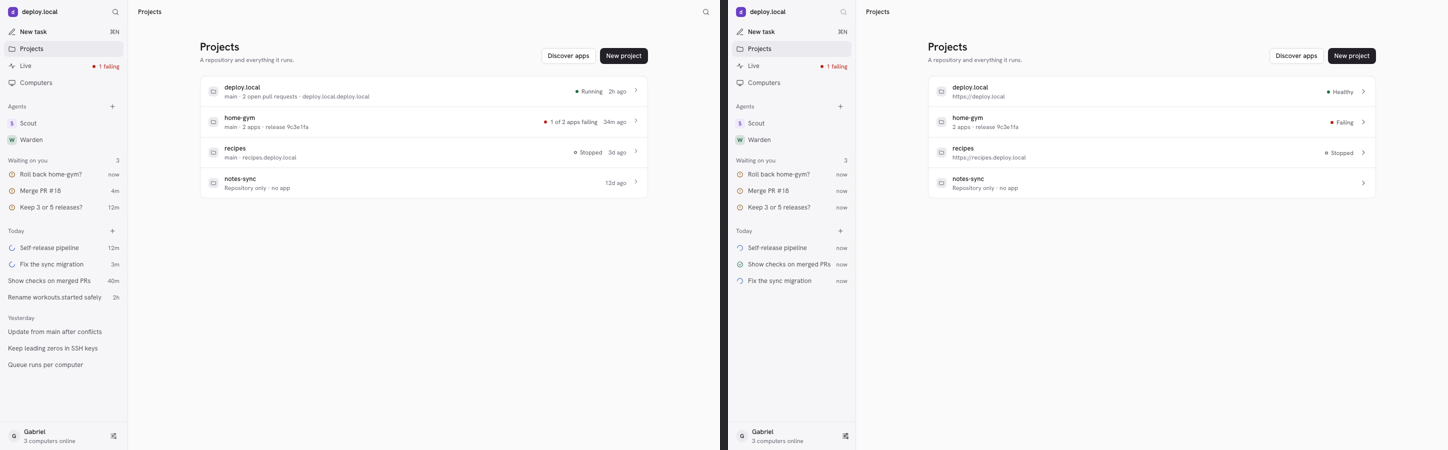 d deploy.local
New task ⌘N
Projects
Live 1 failing
Computers
Agents +
S Scout
W Warden
Waiting on you 3
Roll back home-gym? now
Merge PR #18 4m
Keep 3 or 5 releases? 12m
Today +
Self-release pipeline 12m
Fix the sync migration 3m
Show checks on merged PRs 40m
Rename workouts.started safely 2h
Yesterday
Update from main after conflicts
Keep leading zeros in SSH keys
Queue runs per computer
G Gabriel
3 computers online
Projects
Projects
A repository and everything it runs.
Discover apps New project
deploy.local
main · 2 open pull requests · deploy.local.deploy.local
Running 2h ago
home-gym
main · 2 apps · release 9c3e1fa
1 of 2 apps failing 34m ago
recipes
main · recipes.deploy.local
Stopped 3d ago
notes-sync
Repository only · no app
12d ago
d deploy.local
New task ⌘N
Projects
Live 1 failing
Computers
Agents +
S Scout
W Warden
Waiting on you 3
Roll back home-gym? now
Merge PR #18 now
Keep 3 or 5 releases? now
Today +
Self-release pipeline now
Show checks on merged PRs now
Fix the sync migration now
G Gabriel
3 computers online
Projects
Projects
A repository and everything it runs.
Discover apps New project
deploy.local
https://deploy.local
Healthy
home-gym
2 apps · release 9c3e1fa
Failing
recipes
https://recipes.deploy.local
Stopped
notes-sync
Repository only · no app